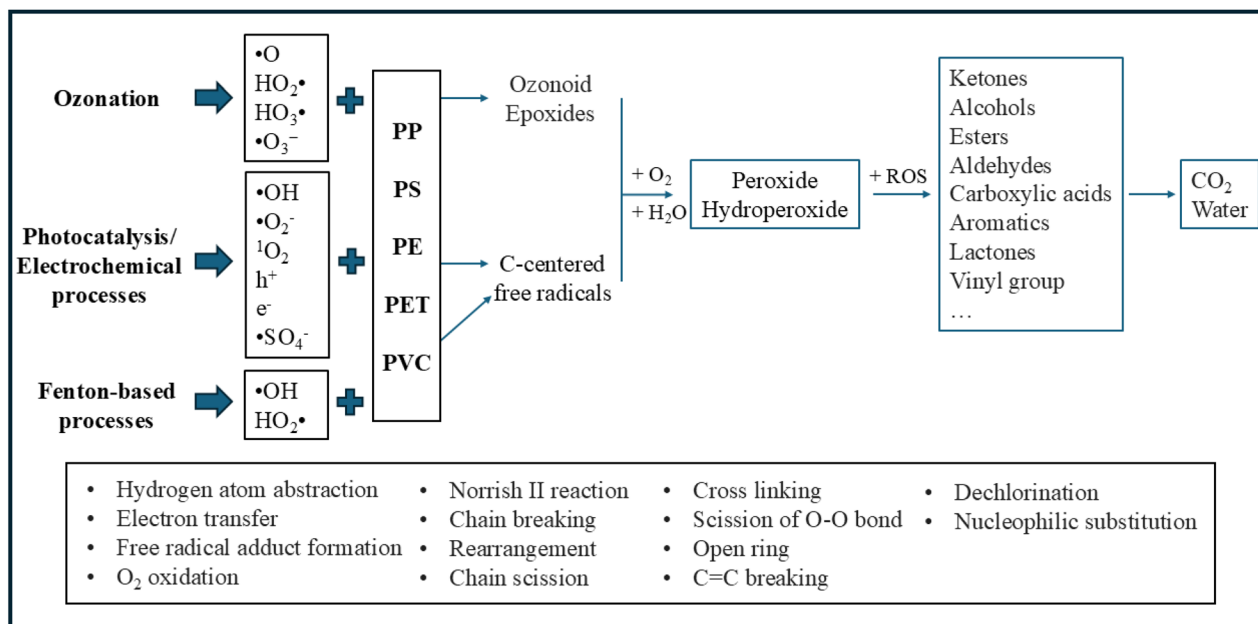 Ozonation
•O
HO₂•
HO₃•
•O₃⁻
Photocatalysis/
Electrochemical
processes
•OH
•O₂⁻
¹O₂
h⁺
e⁻
•SO₄⁻
Fenton-based
processes
•OH
HO₂•
PP
PS
PE
PET
PVC
Ozonoid
Epoxides
C-centered
free radicals
+ O₂
+ H₂O
Peroxide
Hydroperoxide
+ ROS
Ketones
Alcohols
Esters
Aldehydes
Carboxylic acids
Aromatics
Lactones
Vinyl group
…
CO₂
Water
• Hydrogen atom abstraction
• Electron transfer
• Free radical adduct formation
• O₂ oxidation
• Norrish II reaction
• Chain breaking
• Rearrangement
• Chain scission
• Cross linking
• Scission of O-O bond
• Open ring
• C=C breaking
• Dechlorination
• Nucleophilic substitution